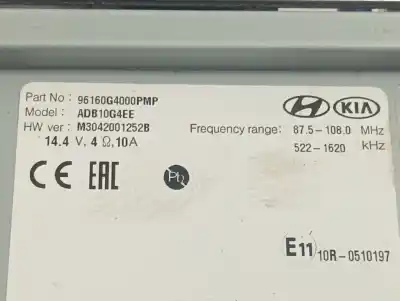 Part No : 96160G4000PMP
Model : ADB10G4EE
HW ver: M3042001252B
14.4 V, 4 Ω, 10A
KIA
Frequency range: 87.5-108.0 MHz
522-1620 kHz
CE EAC Pb
E11 10R-0510197